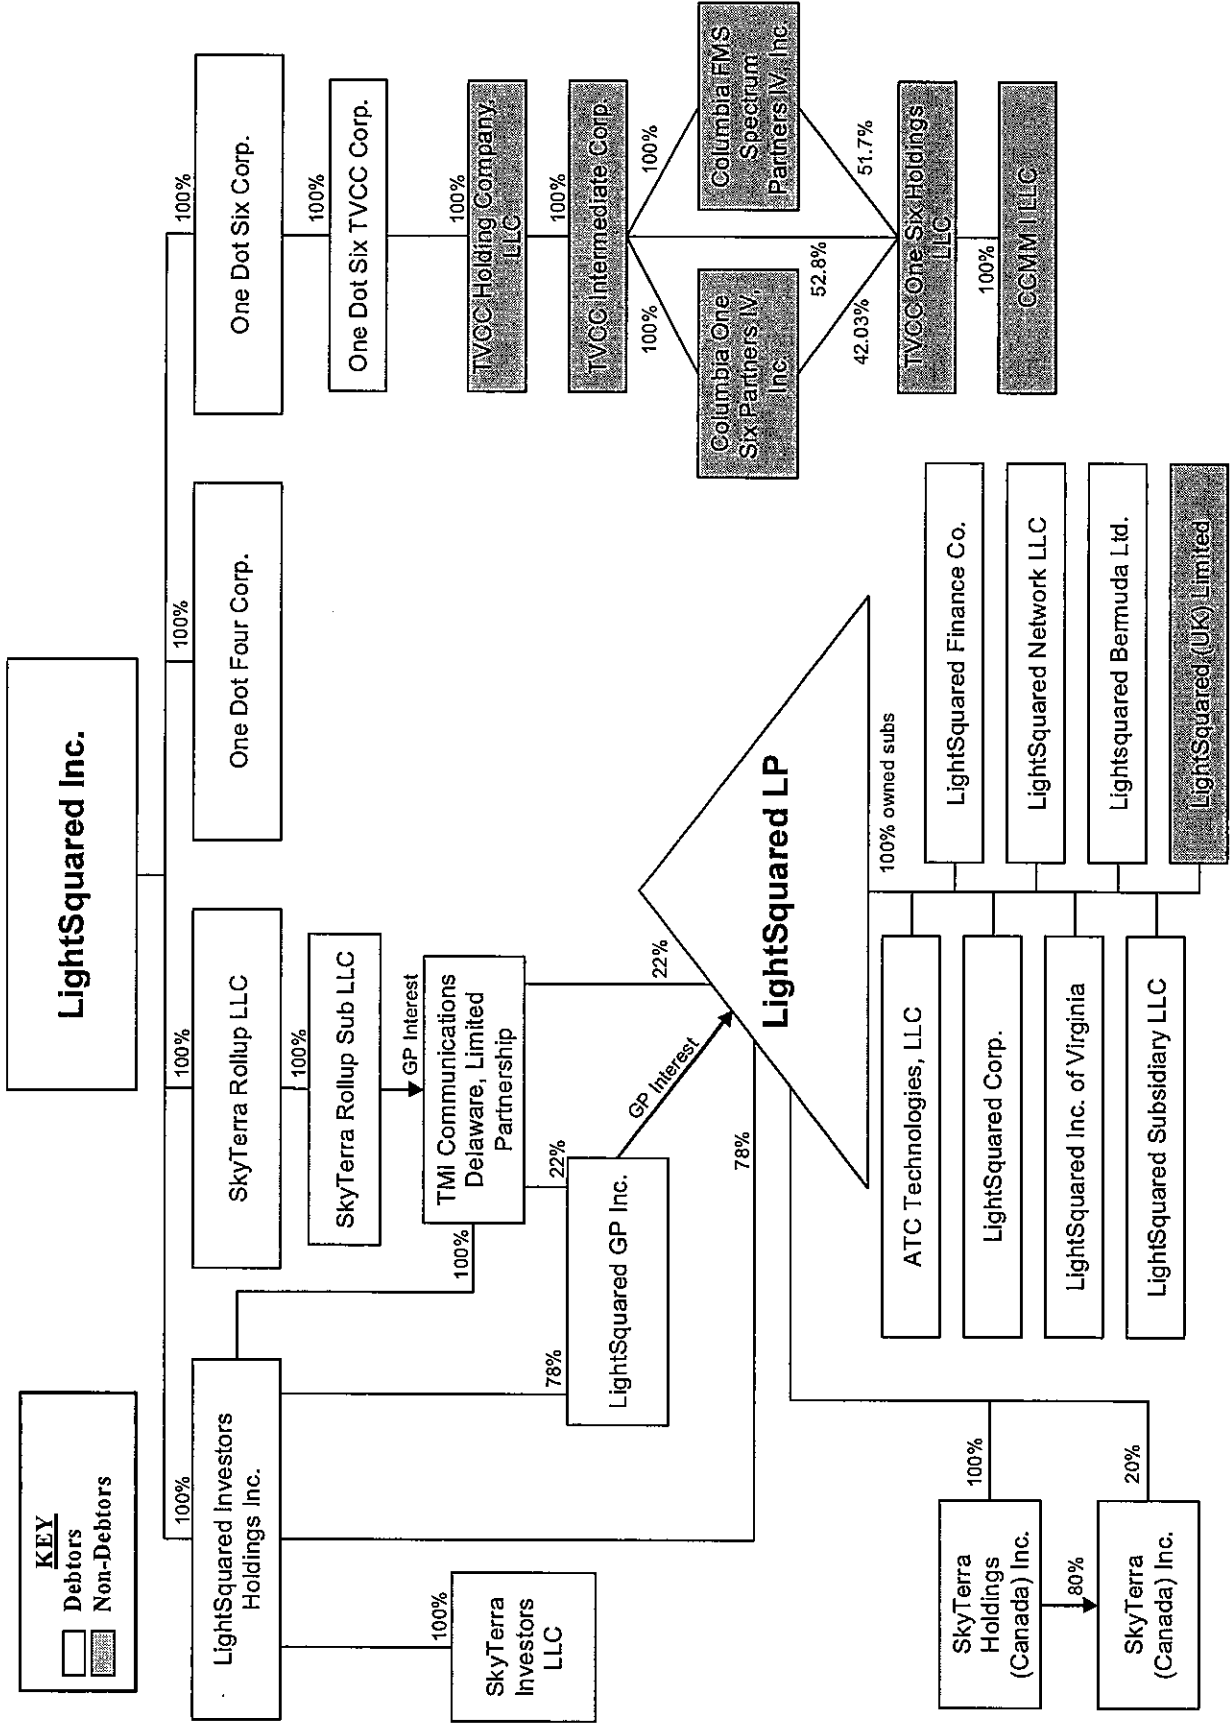 LightSquared Inc.
KEY
Debtors
Non-Debtors
100%
100%
100%
100%
LightSquared Investors
Holdings Inc.
SkyTerra Rollup LLC
One Dot Four Corp.
One Dot Six Corp.
100%
100%
SkyTerra Rollup Sub LLC
One Dot Six TVCC Corp.
GP Interest
100%
100%
100%
SkyTerra
Investors
LLC
TMI Communications
Delaware, Limited
Partnership
TVCC Holding Company,
LLC
100%
TVCC Intermediate Corp.
78%
22%
22%
100%
100%
LightSquared GP Inc.
GP Interest
Columbia One
Six Partners IV,
Inc.
Columbia FMS
Spectrum
Partners IV, Inc.
78%
LightSquared LP
42.03%
52.8%
51.7%
100% owned subs
TVCC One Six Holdings
LLC
100%
CCMM I LLC
100%
SkyTerra
Holdings
(Canada) Inc.
80%
20%
SkyTerra
(Canada) Inc.
ATC Technologies, LLC
LightSquared Finance Co.
LightSquared Corp.
LightSquared Network LLC
LightSquared Inc. of Virginia
Lightsquared Bermuda Ltd.
LightSquared Subsidiary LLC
LightSquared (UK) Limited